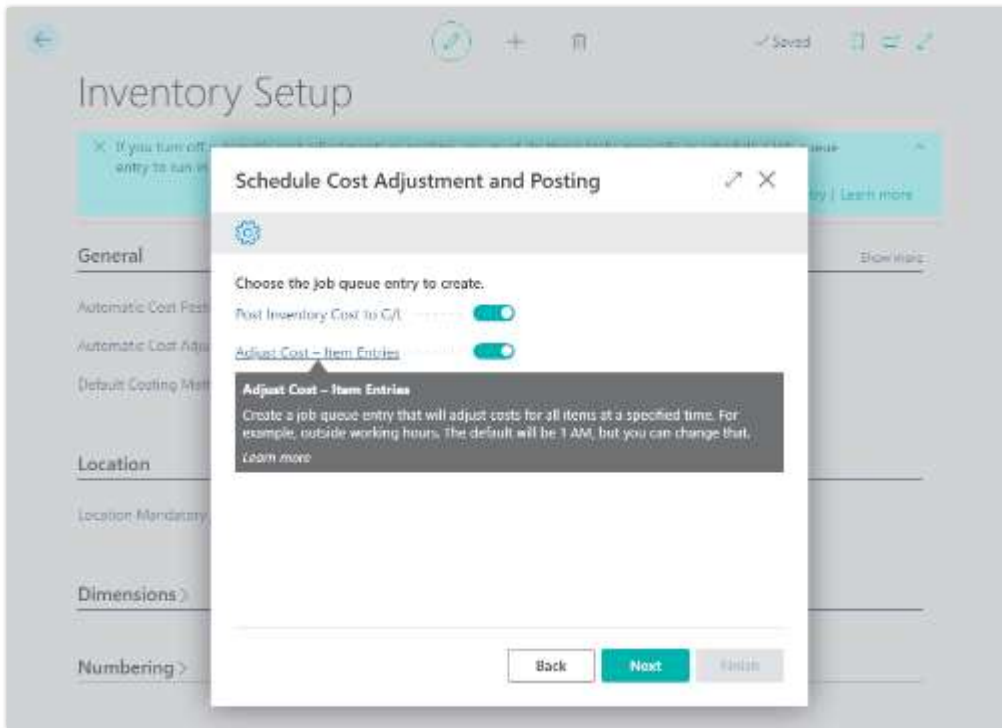 Saved
Inventory Setup
If you turn off
queue
entry to run in
Learn more
Schedule Cost Adjustment and Posting
General
Show more
Choose the job queue entry to create.
Automatic Cost Post
Post Inventory Cost to G/L
Automatic Cost Adju
Adjust Cost – Item Entries
Default Costing Meth
Adjust Cost – Item Entries
Create a job queue entry that will adjust costs for all items at a specified time. For
example, outside working hours. The default will be 1 AM, but you can change that.
Learn more
Location
Location Mandatory
Dimensions
Numbering
Back Next Finish